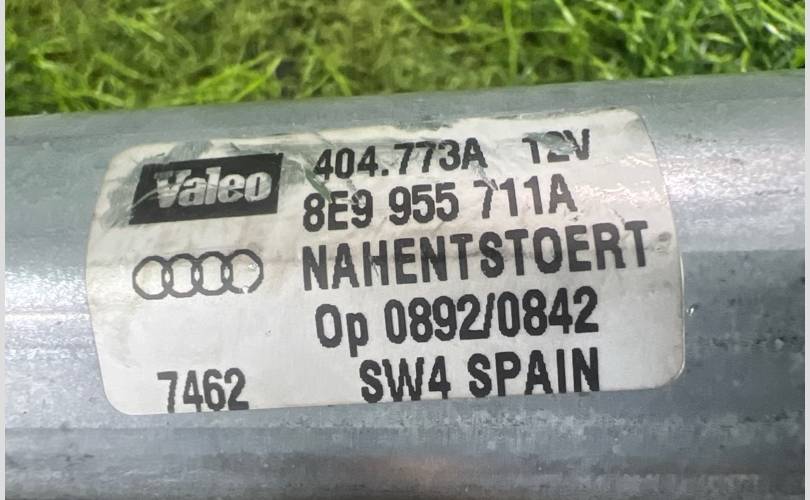 Valeo 404.773A 12V
8E9 955 711A
NAHENTSTOERT
Op 0892/0842
7462 SW4 SPAIN